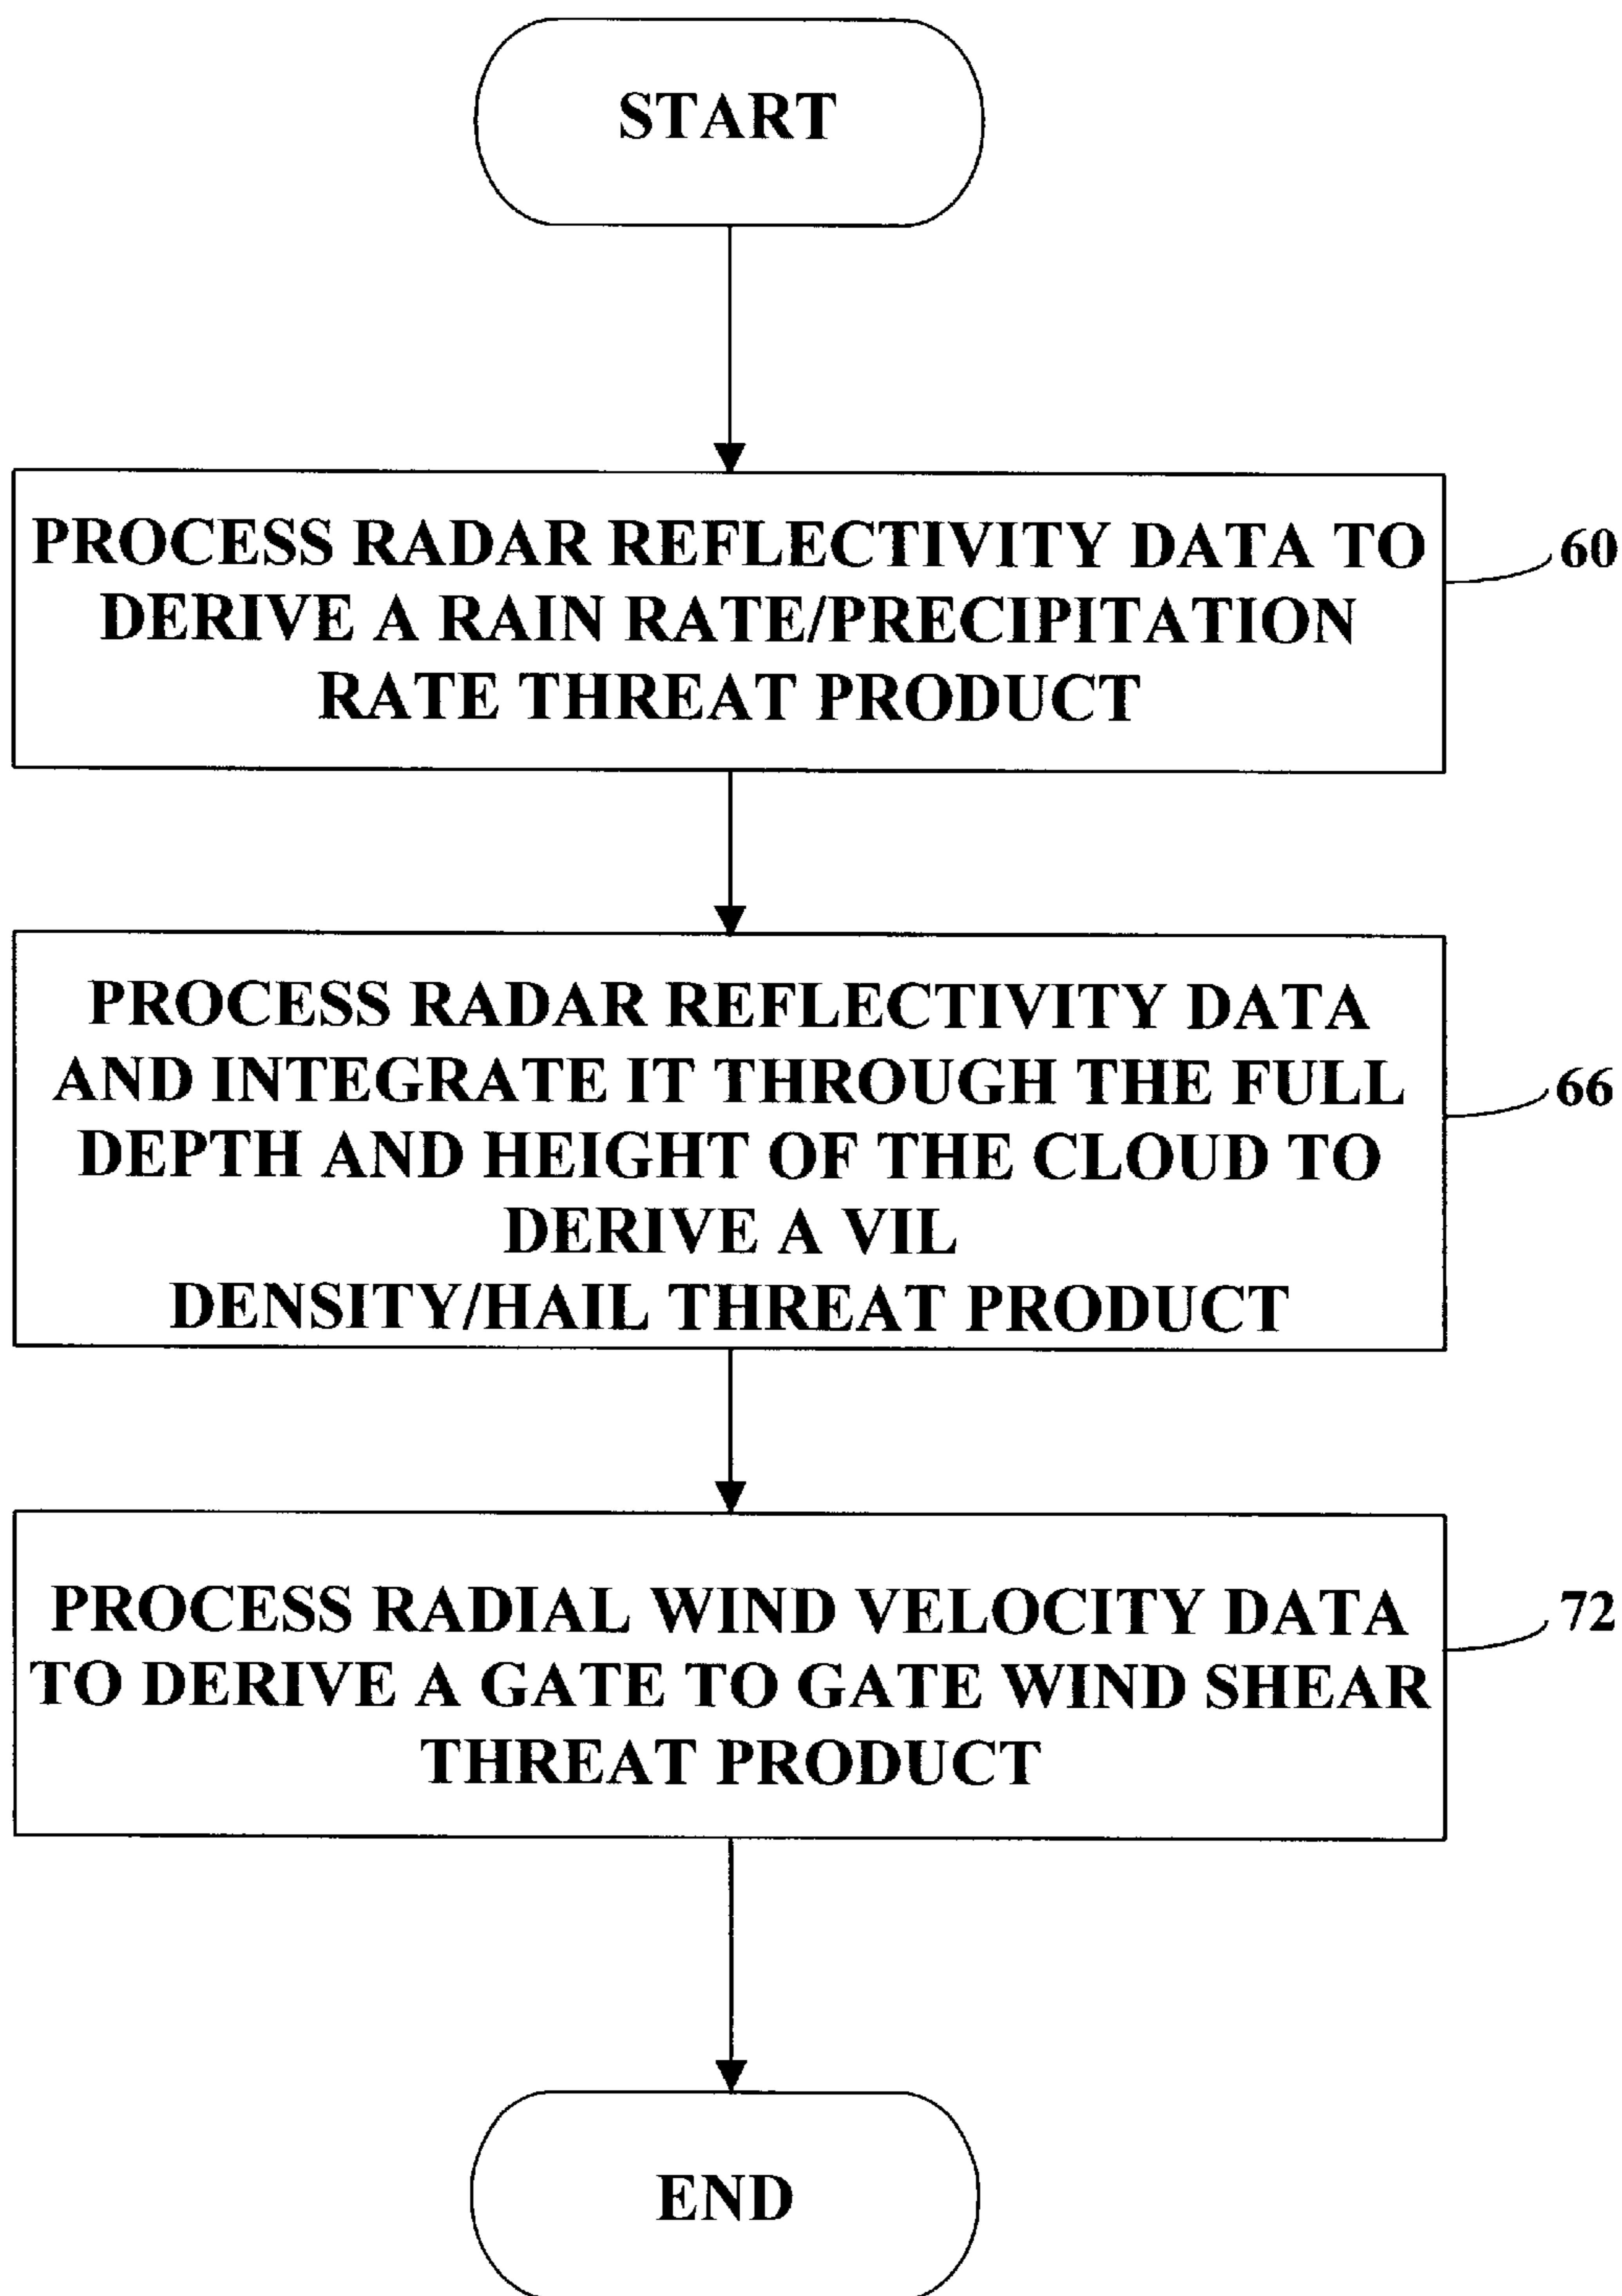 START
PROCESS RADAR REFLECTIVITY DATA TO
DERIVE A RAIN RATE/PRECIPITATION
RATE THREAT PRODUCT
60
PROCESS RADAR REFLECTIVITY DATA
AND INTEGRATE IT THROUGH THE FULL
DEPTH AND HEIGHT OF THE CLOUD TO
DERIVE A VIL
DENSITY/HAIL THREAT PRODUCT
66
PROCESS RADIAL WIND VELOCITY DATA
TO DERIVE A GATE TO GATE WIND SHEAR
THREAT PRODUCT
72
END